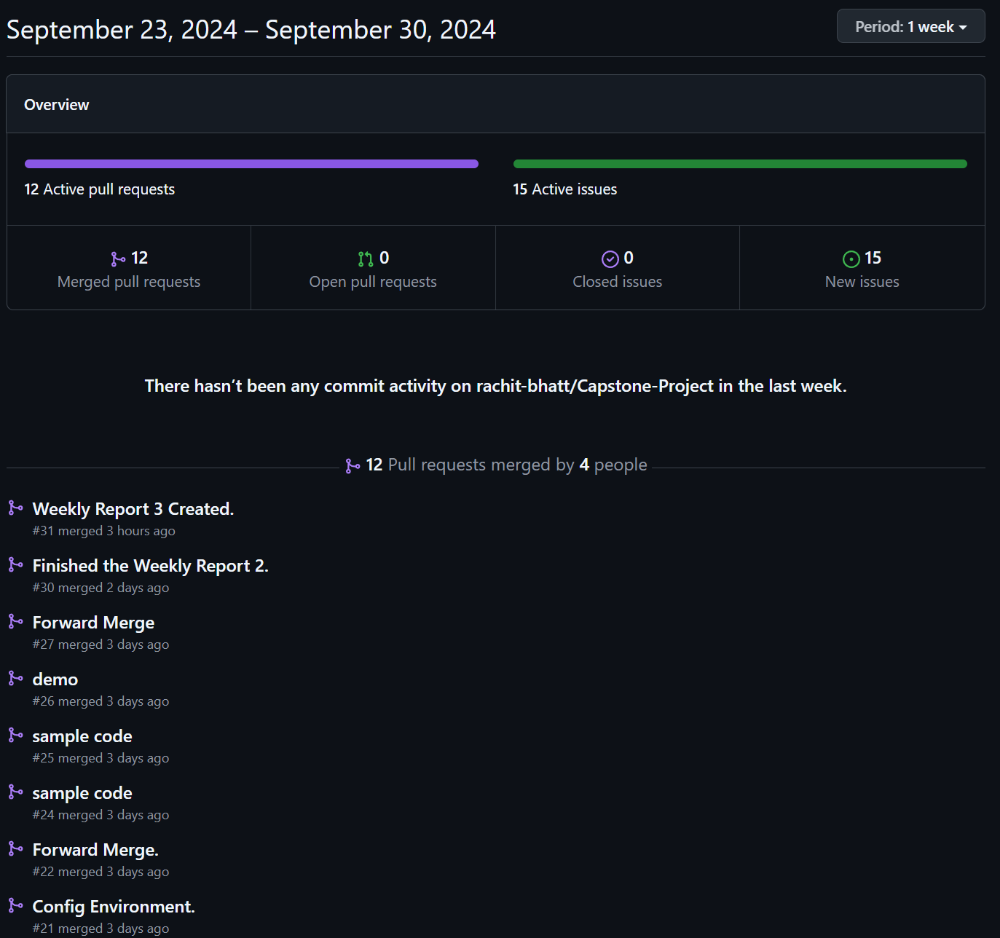 September 23, 2024 – September 30, 2024
Period: 1 week
Overview
12 Active pull requests
15 Active issues
12
Merged pull requests
0
Open pull requests
0
Closed issues
15
New issues
There hasn’t been any commit activity on rachit-bhatt/Capstone-Project in the last week.
12 Pull requests merged by 4 people
Weekly Report 3 Created.
#31 merged 3 hours ago
Finished the Weekly Report 2.
#30 merged 2 days ago
Forward Merge
#27 merged 3 days ago
demo
#26 merged 3 days ago
sample code
#25 merged 3 days ago
sample code
#24 merged 3 days ago
Forward Merge.
#22 merged 3 days ago
Config Environment.
#21 merged 3 days ago